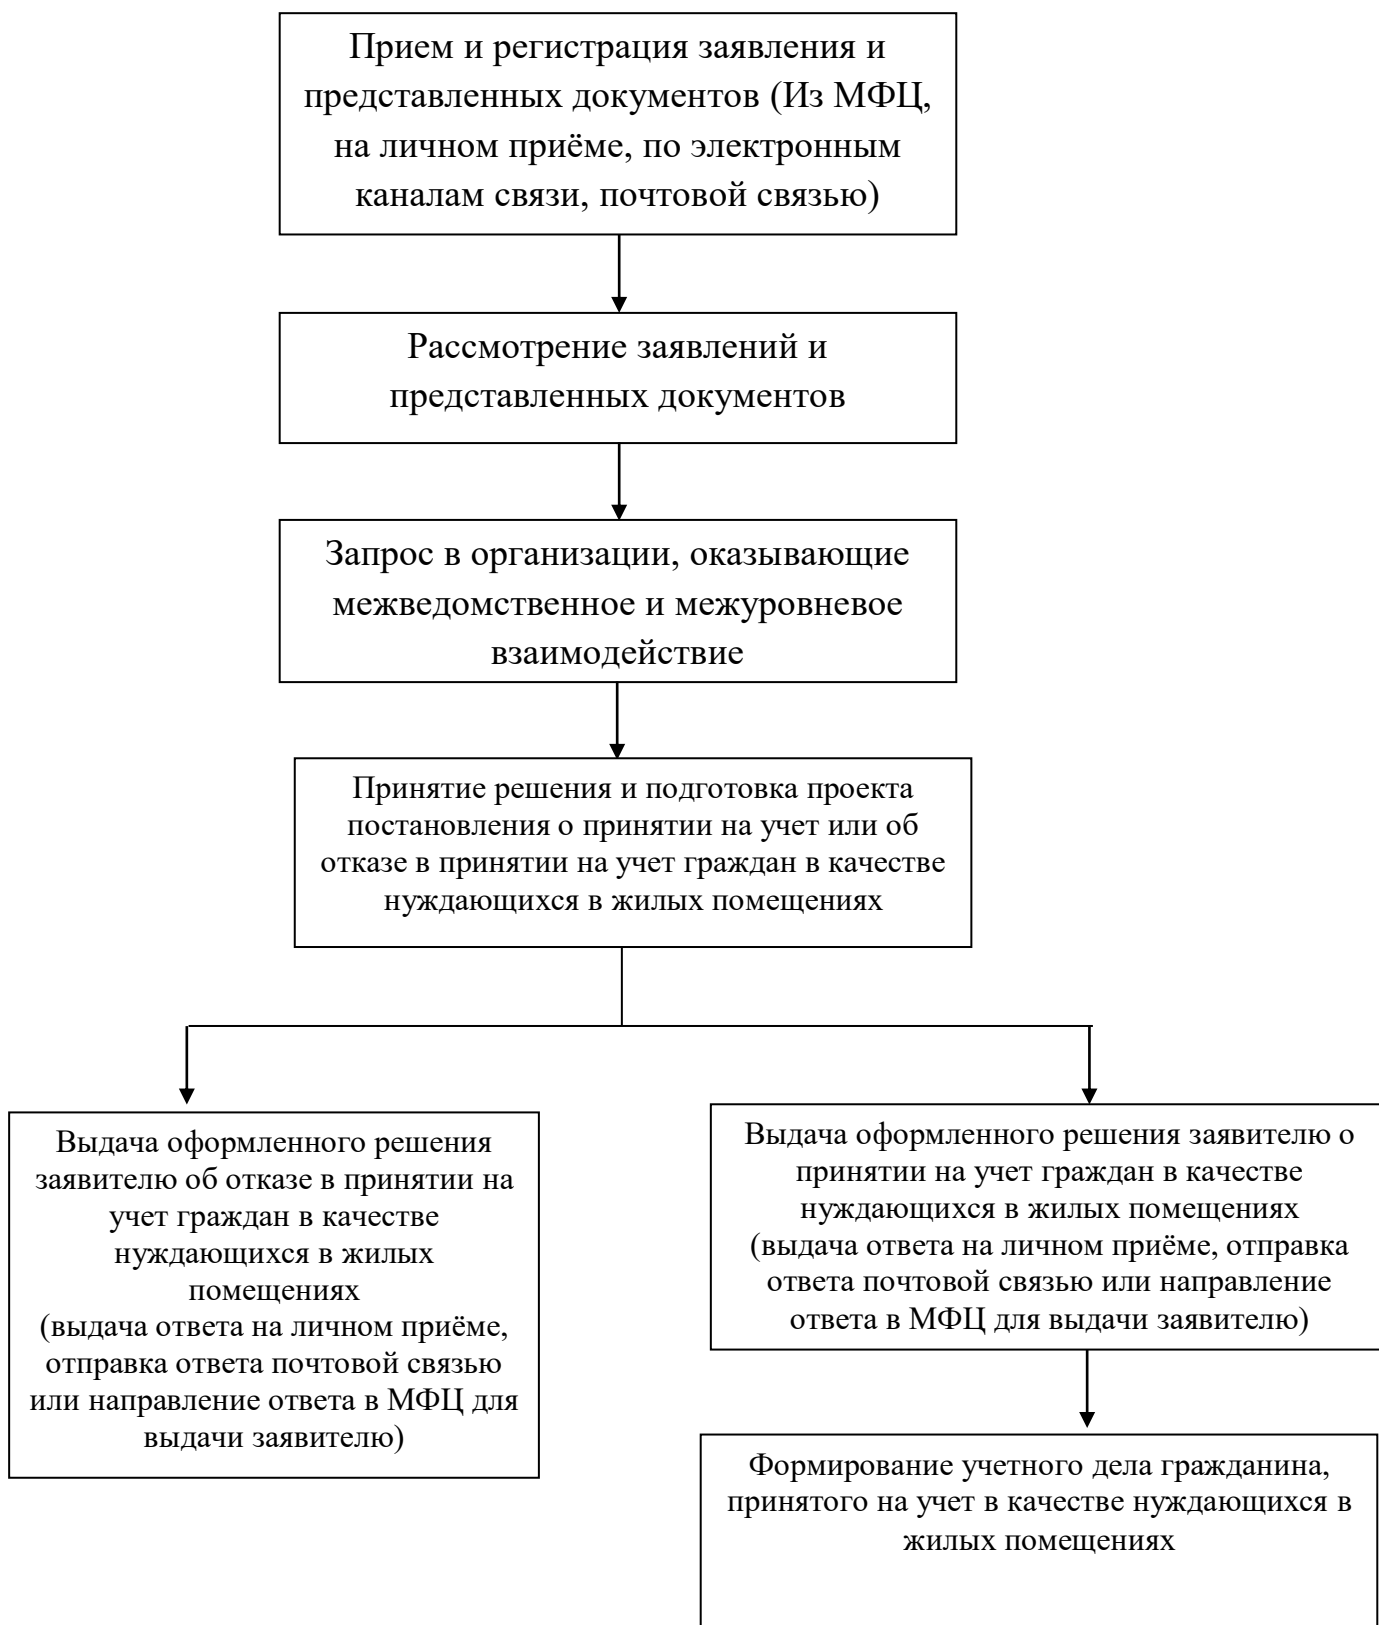 Прием и регистрация заявления и
представленных документов (Из МФЦ,
на личном приёме, по электронным
каналам связи, почтовой связью)
Рассмотрение заявлений и
представленных документов
Запрос в организации, оказывающие
межведомственное и межуровневое
взаимодействие
Принятие решения и подготовка проекта
постановления о принятии на учет или об
отказе в принятии на учет граждан в качестве
нуждающихся в жилых помещениях
Выдача оформленного решения
заявителю об отказе в принятии на
учет граждан в качестве
нуждающихся в жилых
помещениях
(выдача ответа на личном приёме,
отправка ответа почтовой связью
или направление ответа в МФЦ для
выдачи заявителю)
Выдача оформленного решения заявителю о
принятии на учет граждан в качестве
нуждающихся в жилых помещениях
(выдача ответа на личном приёме, отправка
ответа почтовой связью или направление
ответа в МФЦ для выдачи заявителю)
Формирование учетного дела гражданина,
принятого на учет в качестве нуждающихся в
жилых помещениях